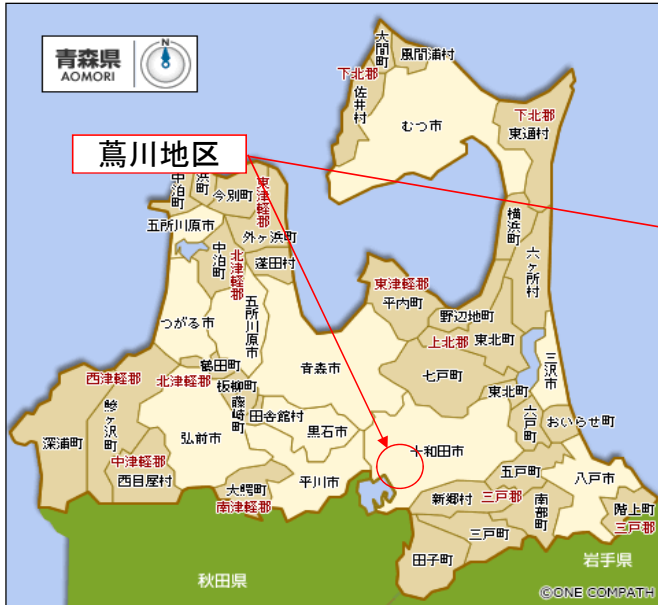 青森県
AOMORI
N
蔦川地区
大間町
風間浦村
下北郡
佐井村
むつ市
下北郡
東通村
中泊町
浜町
今別町
東津軽郡
五所川原市
外ヶ浜町
中泊町
北津軽郡
蓬田村
横浜町
六ヶ所村
東津軽郡
平内町
野辺地町
つがる市
五所川原市
上北郡
東北町
青森市
七戸町
三沢市
鶴田町
西津軽郡
北津軽郡
板柳町
藤崎町
田舎館村
東北町
六戸町
おいらせ町
鰺ヶ沢町
弘前市
黒石市
十和田市
深浦町
中津軽郡
西目屋村
平川市
五戸町
八戸市
大鰐町
南津軽郡
新郷村
三戸郡
南部町
階上町
三戸郡
三戸町
田子町
岩手県
秋田県
©ONE COMPATH